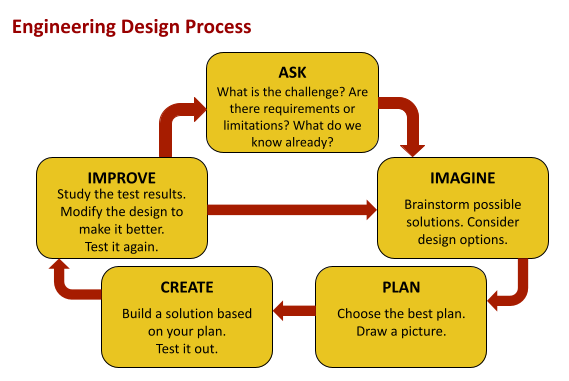 Engineering Design Process
ASK
What is the challenge? Are
there requirements or
limitations? What do we
know already?
IMPROVE
Study the test results.
Modify the design to
make it better.
Test it again.
IMAGINE
Brainstorm possible
solutions. Consider
design options.
CREATE
Build a solution based
on your plan.
Test it out.
PLAN
Choose the best plan.
Draw a picture.